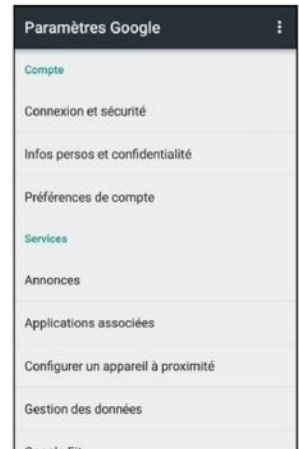 Paramètres Google
Compte
Connexion et sécurité
Infos persos et confidentialité
Préférences de compte
Services
Annonces
Applications associées
Configurer un appareil à proximité
Gestion des données